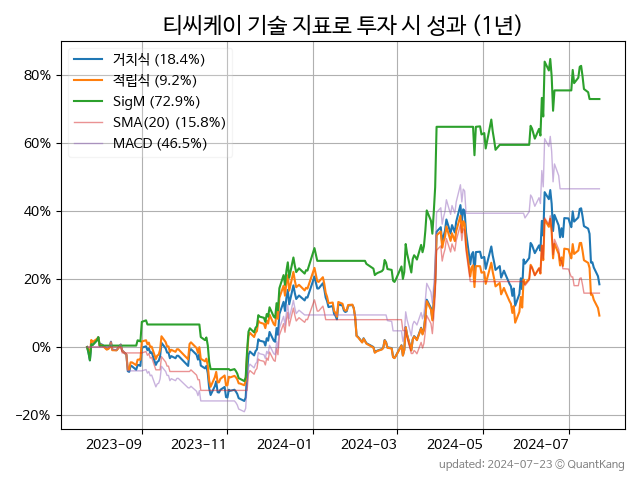 티씨케이 기술 지표로 투자 시 성과 (1년)
거치식 (18.4%)
적립식 (9.2%)
SigM (72.9%)
SMA(20) (15.8%)
MACD (46.5%)
80%
60%
40%
20%
0%
−20%
2023-09
2023-11
2024-01
2024-03
2024-05
2024-07
updated: 2024-07-23 © QuantKang